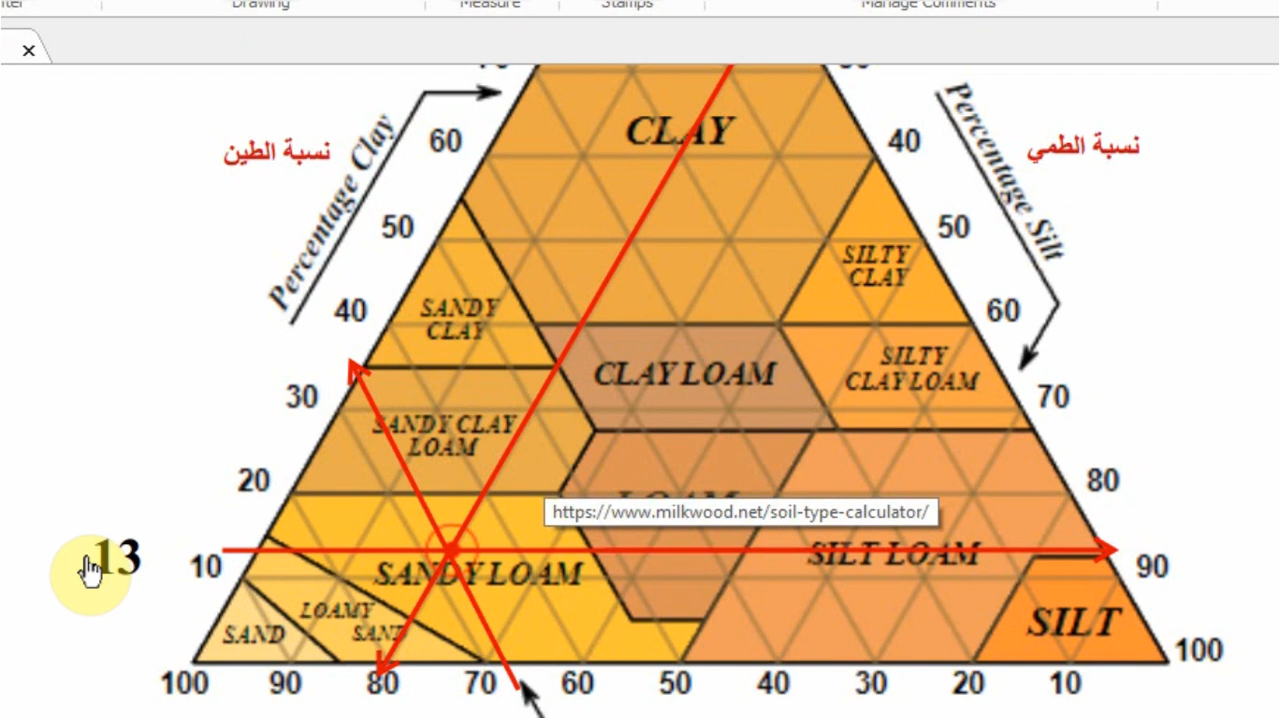 Drawing
Measure
Stamps
Manage Comments
Percentage Clay
نسبة الطين
60
CLAY
40
Percentage Silt
نسبة الطمي
50
50
SILTY
CLAY
40
SANDY
CLAY
60
CLAY LOAM
SILTY
CLAY LOAM
30
SANDY CLAY
LOAM
70
20
LOAM
https://www.milkwood.net/soil-type-calculator/
80
13
10
SANDY LOAM
SILT LOAM
90
SAND
LOAMY
SAND
SILT
100
100
90
80
70
60
50
40
30
20
10